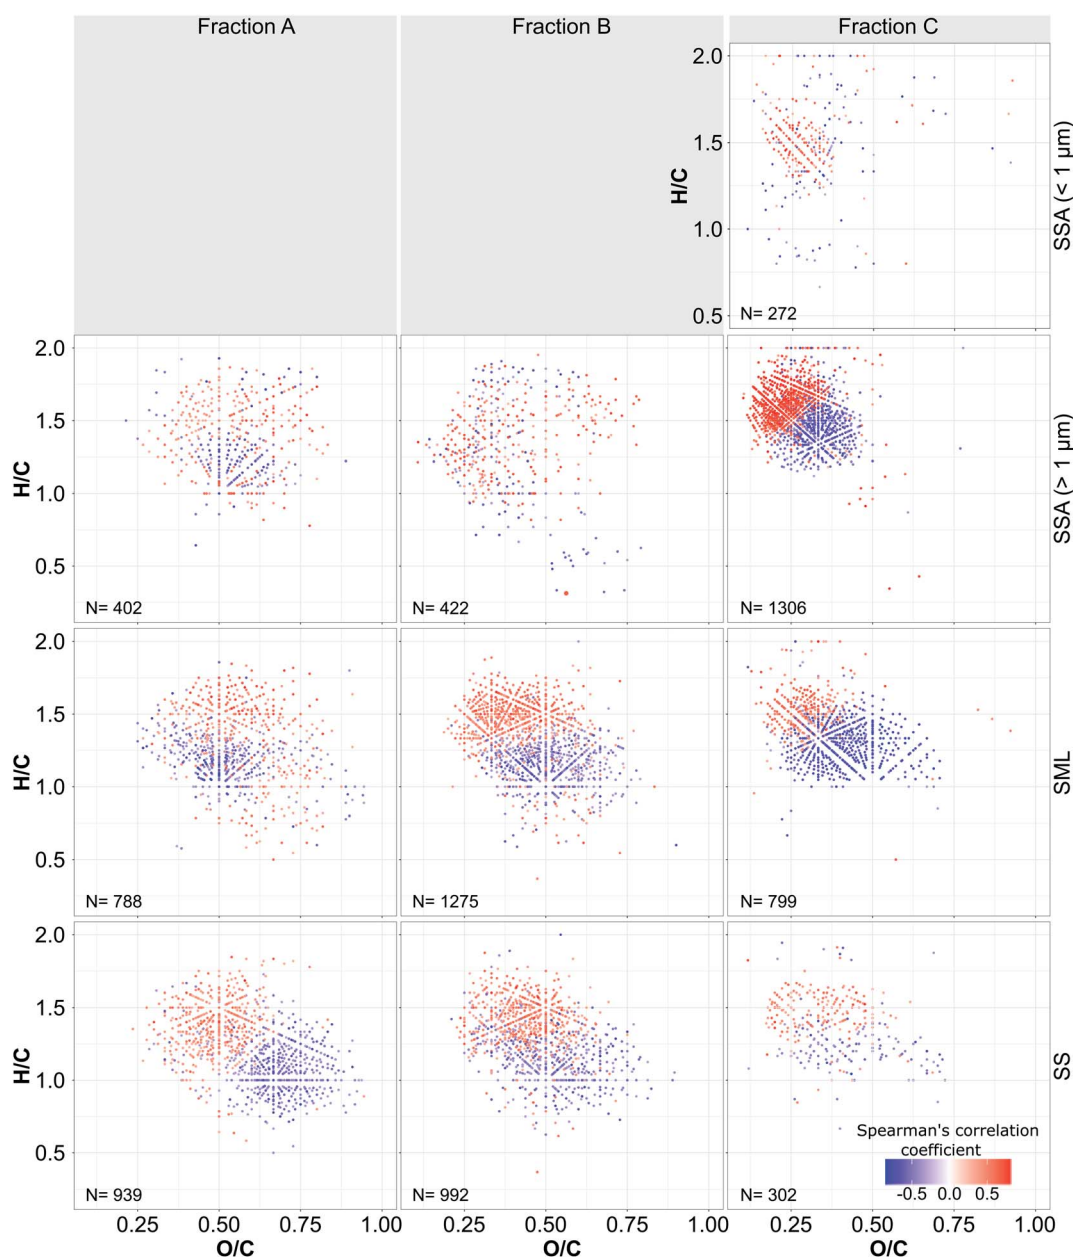 Fraction A
Fraction B
Fraction C
2.0
1.5
1.0
0.5
H/C
N= 272
SSA (< 1 μm)
2.0
1.5
1.0
0.5
H/C
N= 402
N= 422
N= 1306
SSA (> 1 μm)
2.0
1.5
1.0
0.5
H/C
N= 788
N= 1275
N= 799
SML
2.0
1.5
1.0
0.5
H/C
N= 939
N= 992
N= 302
SS
Spearman's correlation
coefficient
-0.5 0.0 0.5
0.25 0.50 0.75 1.00
0.25 0.50 0.75 1.00
0.25 0.50 0.75 1.00
O/C
O/C
O/C